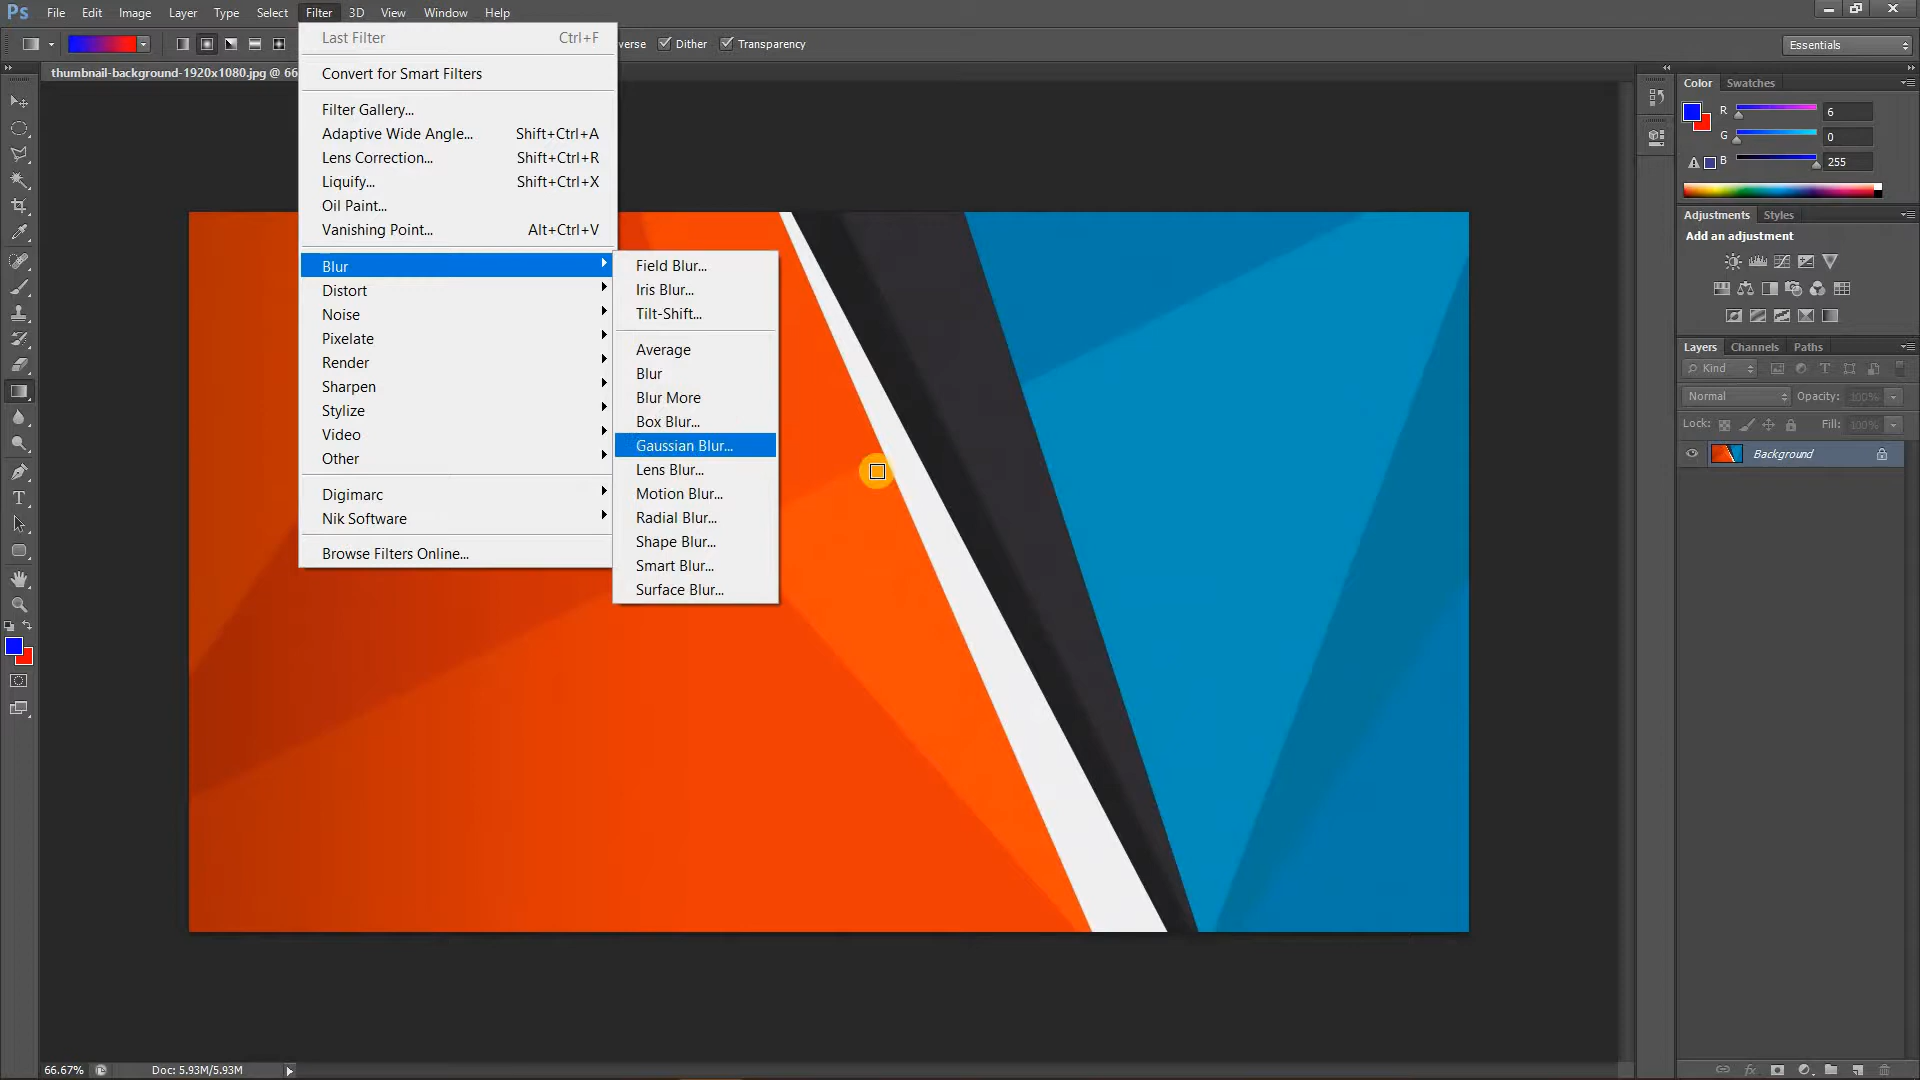 Ps File Edit Image Layer Type Select Filter 3D View Window Help
verse Dither Transparency
Essentials
thumbnail-background-1920x1080.jpg @ 66
Last Filter Ctrl+F
Convert for Smart Filters
Filter Gallery...
Adaptive Wide Angle... Shift+Ctrl+A
Lens Correction... Shift+Ctrl+R
Liquify... Shift+Ctrl+X
Oil Paint...
Vanishing Point... Alt+Ctrl+V
Blur
Distort
Noise
Pixelate
Render
Sharpen
Stylize
Video
Other
Digimarc
Nik Software
Browse Filters Online...
Field Blur...
Iris Blur...
Tilt-Shift...
Average
Blur
Blur More
Box Blur...
Gaussian Blur...
Lens Blur...
Motion Blur...
Radial Blur...
Shape Blur...
Smart Blur...
Surface Blur...
Color Swatches
R 6
G 0
B 255
Adjustments Styles
Add an adjustment
Layers Channels Paths
Kind
Normal Opacity: 100%
Lock: Fill: 100%
Background
66.67% Doc: 5.93M/5.93M